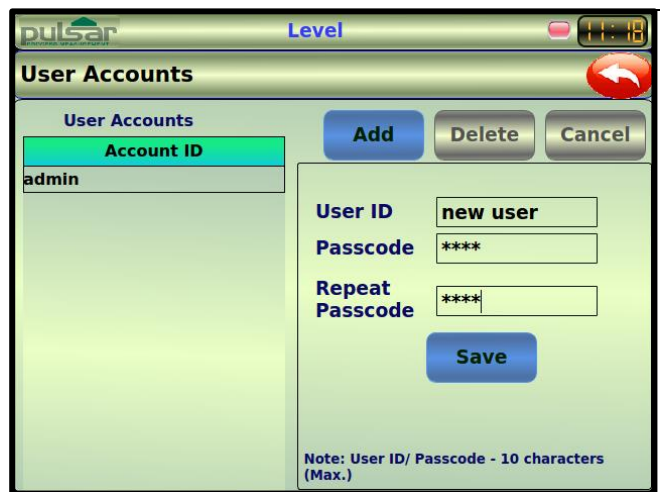 pulsar
Level
11:18
User Accounts
User Accounts
Account ID
admin
Add
Delete
Cancel
User ID
new user
Passcode
****
Repeat
Passcode
****
Save
Note: User ID/ Passcode - 10 characters
(Max.)